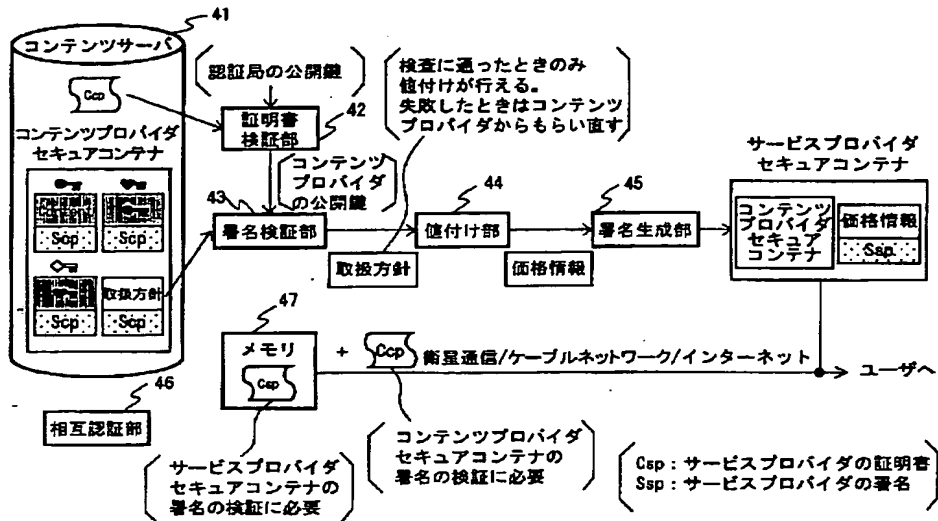 41
コンテンツサーバ
Ccp
コンテンツプロバイダ
セキュアコンテナ
Scp
Scp
取扱方針
Scp
Scp
認証局の公開鍵
42
証明書
検証部
コンテンツ
プロバイダ
の公開鍵
検査に通ったときのみ
値付けが行える。
失敗したときはコンテンツ
プロバイダからもらい直す
43
署名検証部
44
値付け部
45
署名生成部
取扱方針
価格情報
サービスプロバイダ
セキュアコンテナ
コンテンツ
プロバイダ
セキュア
コンテナ
価格情報
Ssp
46
相互認証部
47
メモリ
Csp
+
Ccp
衛星通信/ケーブルネットワーク/インターネット
ユーザへ
サービスプロバイダ
セキュアコンテナの
署名の検証に必要
コンテンツプロバイダ
セキュアコンテナの
署名の検証に必要
Csp:サービスプロバイダの証明書
Ssp:サービスプロバイダの署名